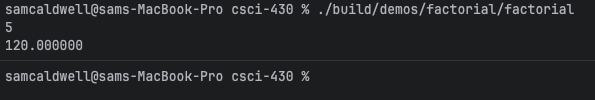 samcaldwell@sams-MacBook-Pro csci-430 % ./build/demos/factorial/factorial
5
120.000000
samcaldwell@sams-MacBook-Pro csci-430 %